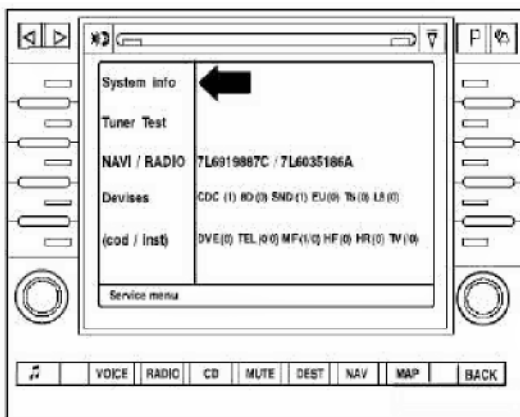 P
System info
Tuner Test
NAVI / RADIO 7L6919887C / 7L6035186A
Devises CDC (1) BD (0) SND (1) EU (0) TS (0) LS (0)
(cod / inst) DVE (0) TEL (0/0) MF (1/0) HF (0) HR (0) TV (/0)
Service menu
VOICE RADIO CD MUTE DEST NAV MAP BACK